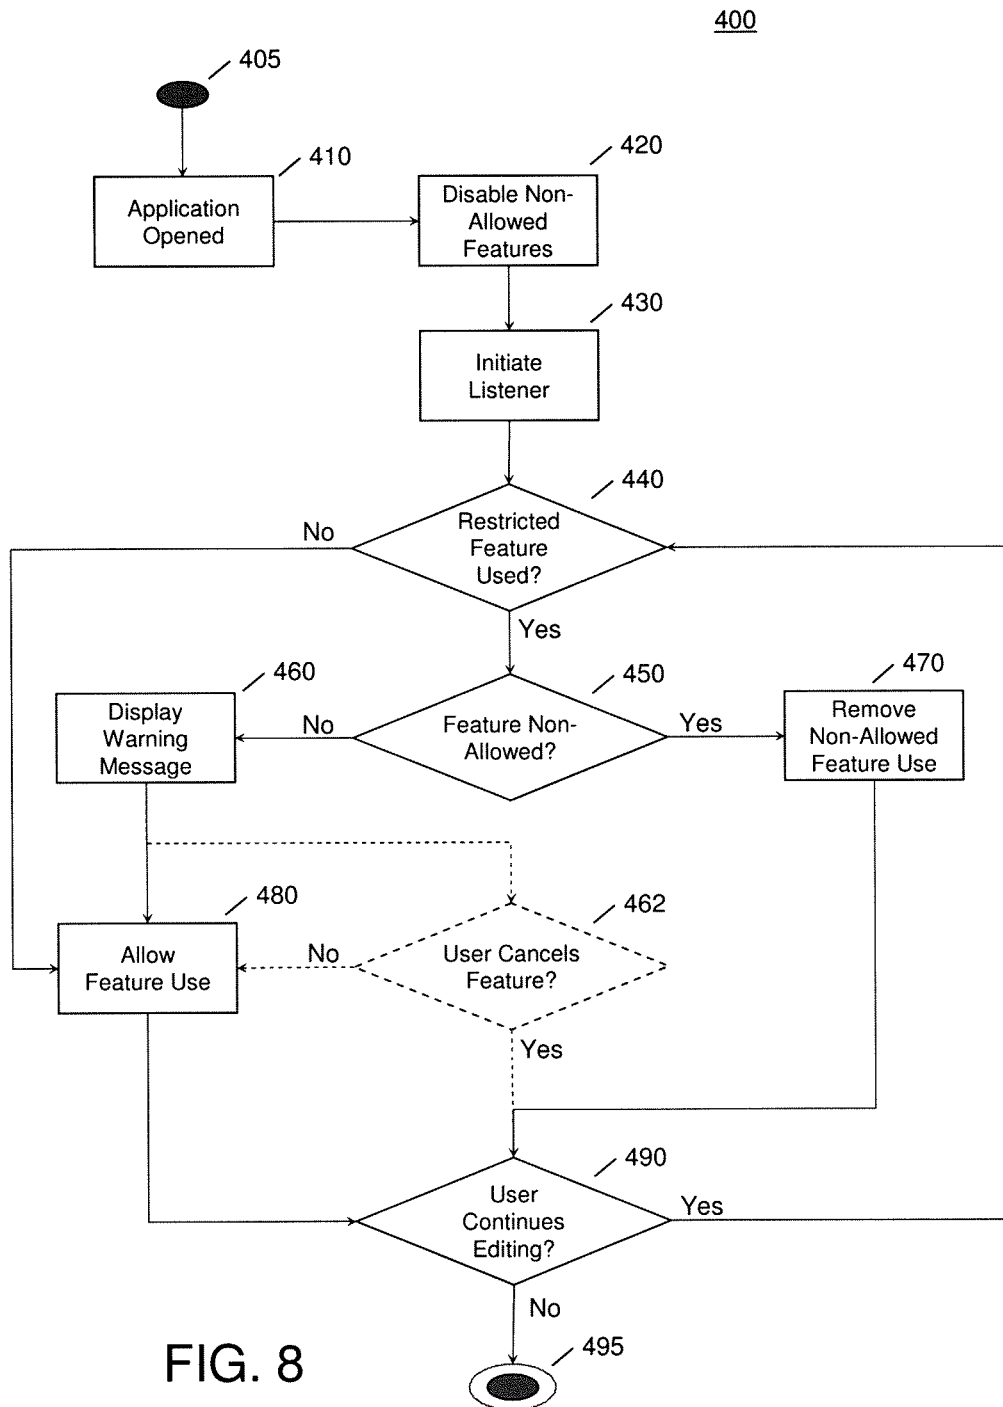 400
405
410
Application
Opened
420
Disable Non-
Allowed
Features
430
Initiate
Listener
440
Restricted
Feature
Used?
No
Yes
450
Feature Non-
Allowed?
No
Yes
460
Display
Warning
Message
470
Remove
Non-Allowed
Feature Use
480
Allow
Feature Use
462
User Cancels
Feature?
No
Yes
490
User
Continues
Editing?
Yes
No
495
FIG. 8